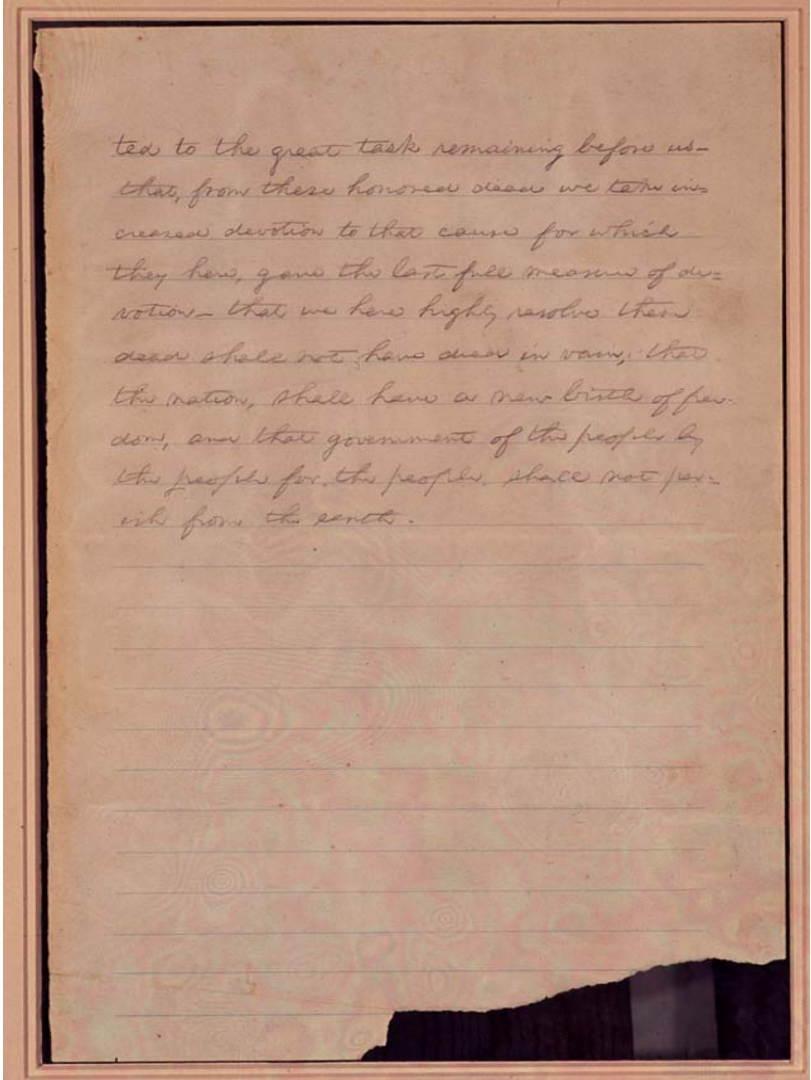 ted to the great task remaining before us—
that, from these honored dead we take in-
creased devotion to that cause for which
they here, gave the last full measure of de-
votion— that we here highly resolve these
dead shall not have died in vain; that
the nation, shall have a new birth of free-
dom, and that government of the people by
the people for the people, shall not per-
ish from the earth.